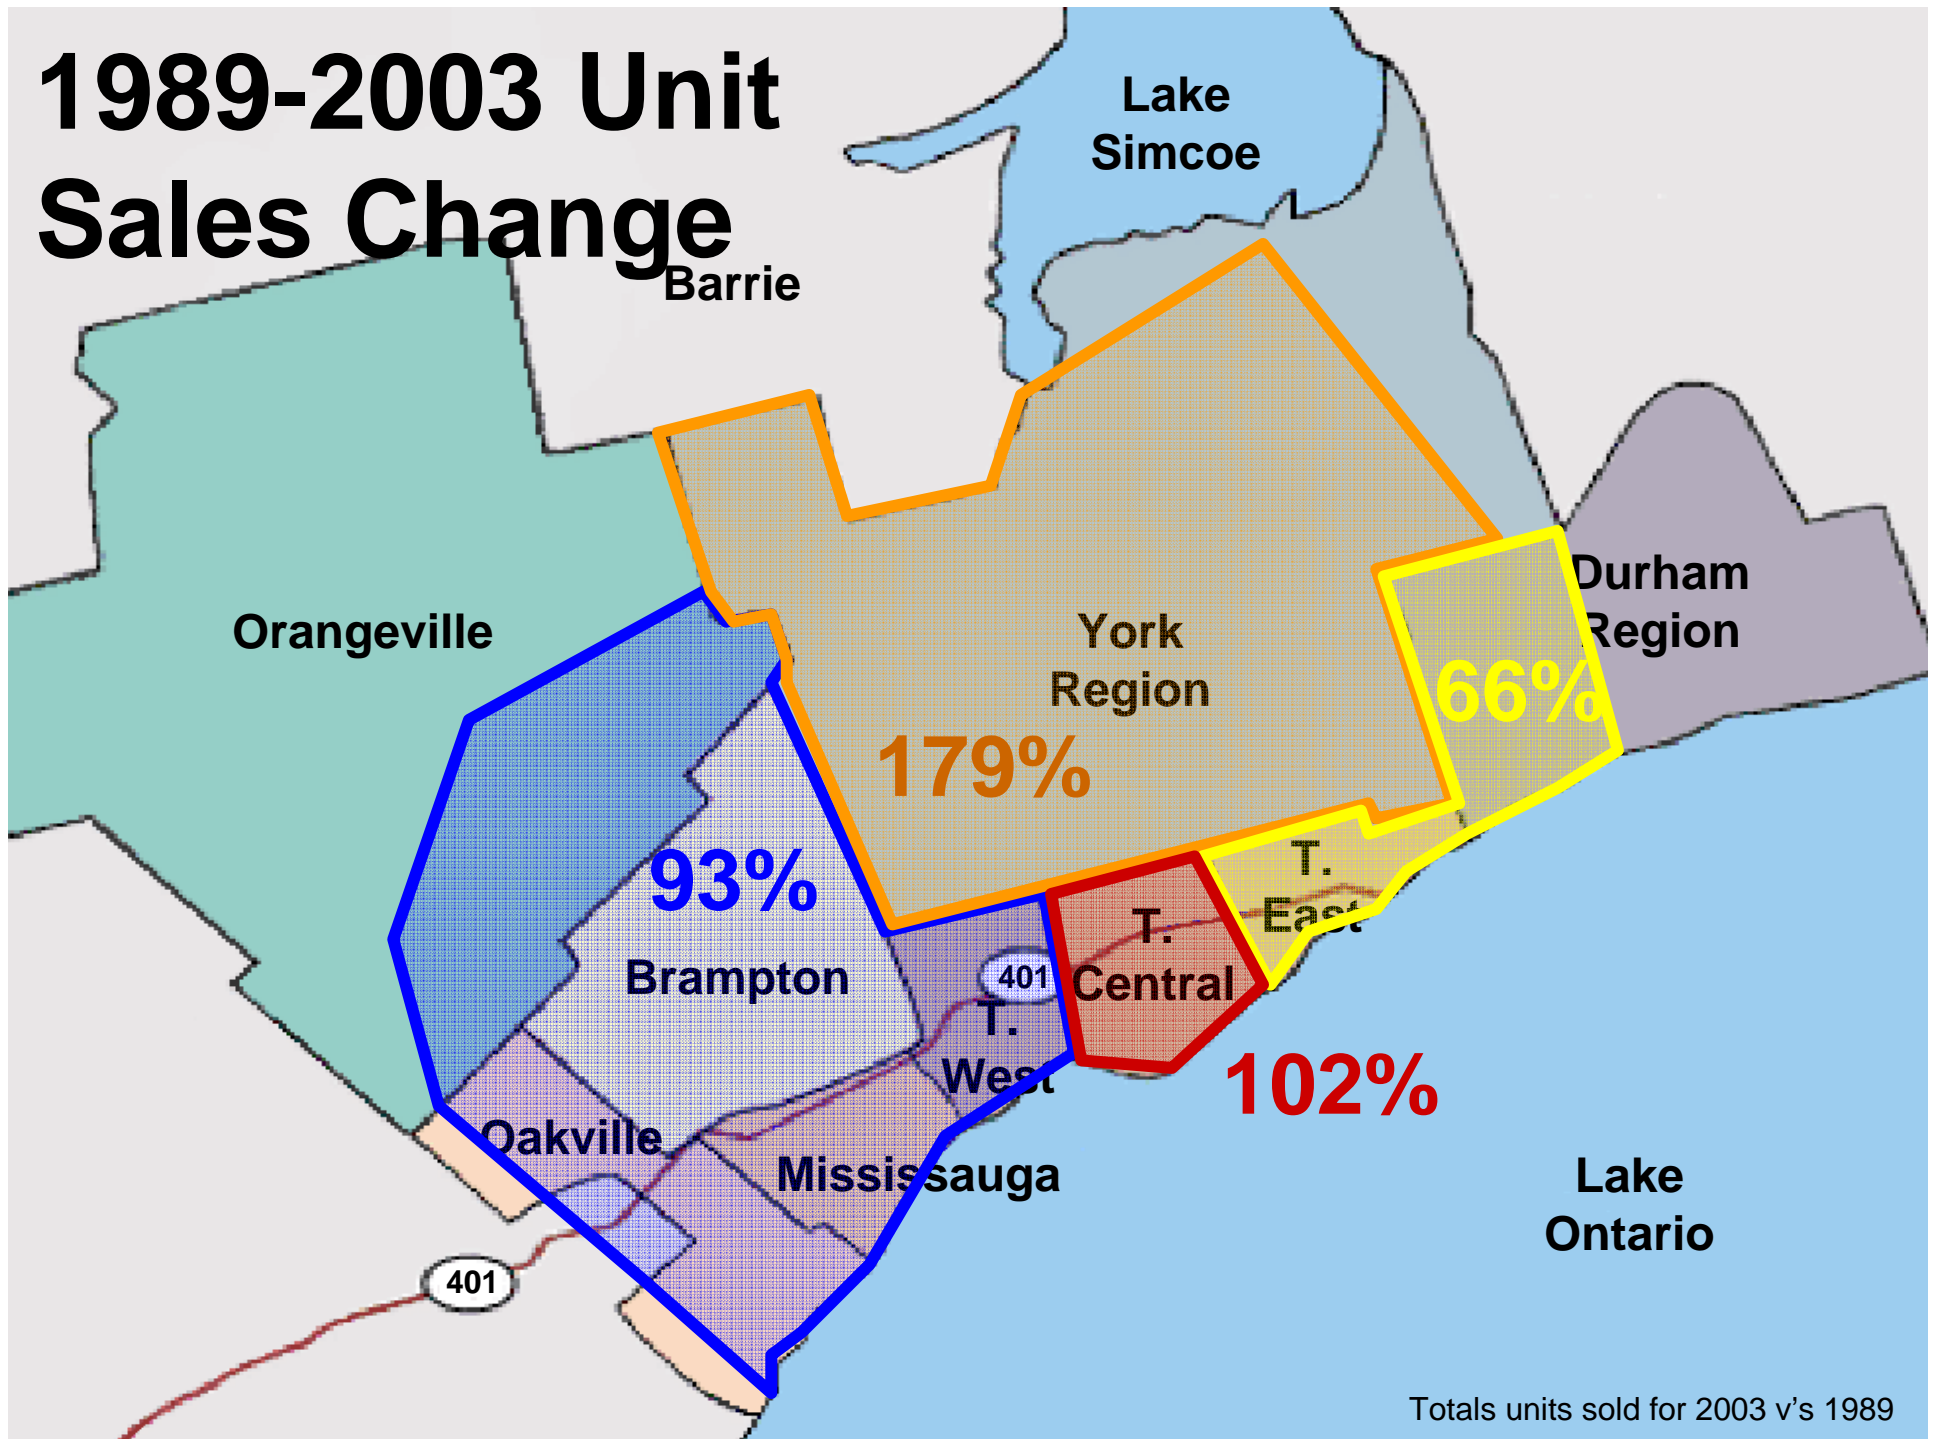 1989-2003 Unit
Sales Change
Lake
Simcoe
Barrie
Orangeville
York
Region
Durham
Region
66%
179%
93%
T.
East
T.
Central
Brampton
401
T.
West
102%
Oakville
Mississauga
Lake
Ontario
401
Totals units sold for 2003 v's 1989